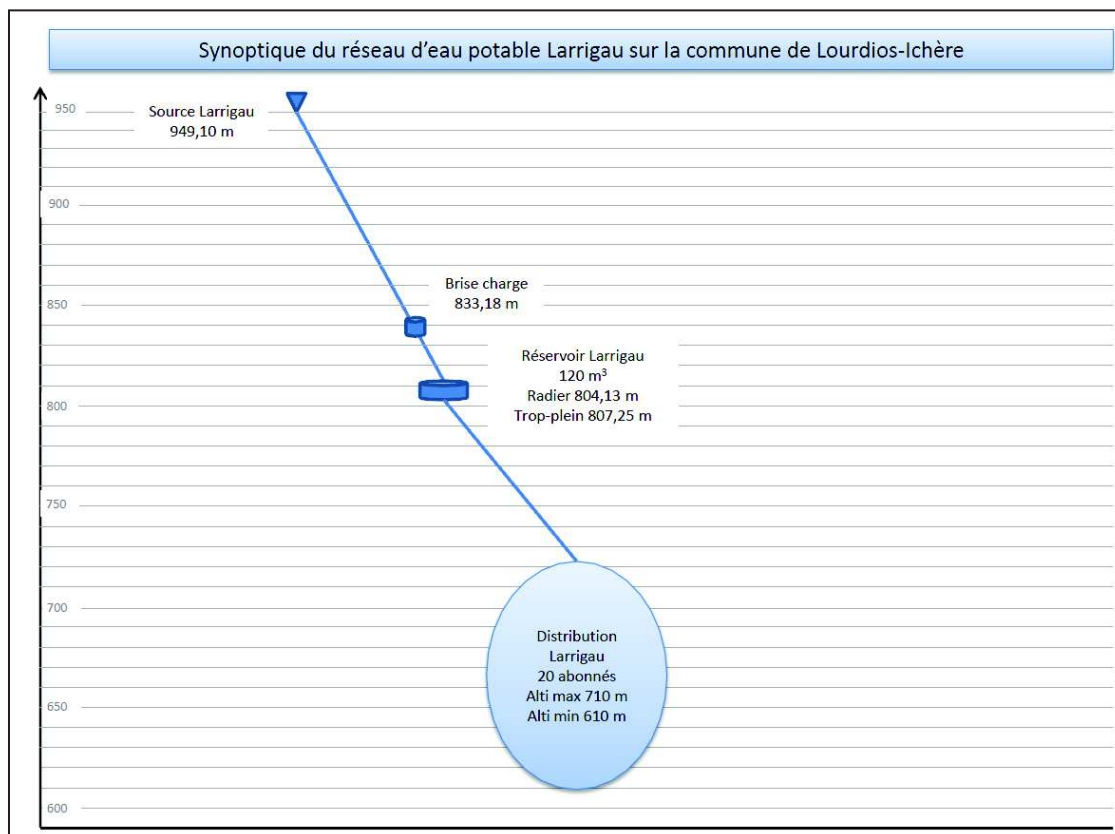 Synoptique du réseau d'eau potable Larrigau sur la commune de Lourdios-Ichère
950
Source Larrigau
949,10 m
900
Brise charge
833,18 m
850
Réservoir Larrigau
120 m³
Radier 804,13 m
Trop-plein 807,25 m
800
750
700
Distribution
Larrigau
20 abonnés
Alti max 710 m
Alti min 610 m
650
600